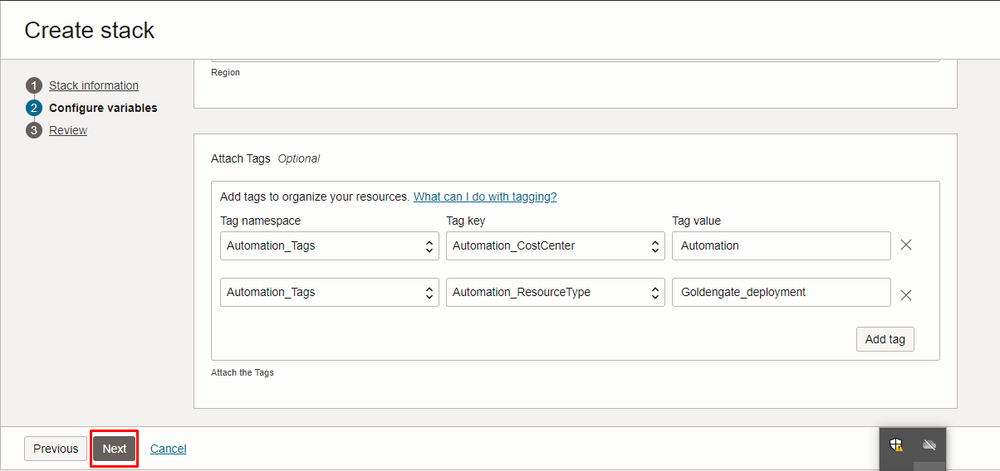 Create stack
1 Stack information
2 Configure variables
3 Review
Region
Attach Tags Optional
Add tags to organize your resources. What can I do with tagging?
Tag namespace Tag key Tag value
Automation_Tags Automation_CostCenter Automation
Automation_Tags Automation_ResourceType Goldengate_deployment
Add tag
Attach the Tags
Previous Next Cancel